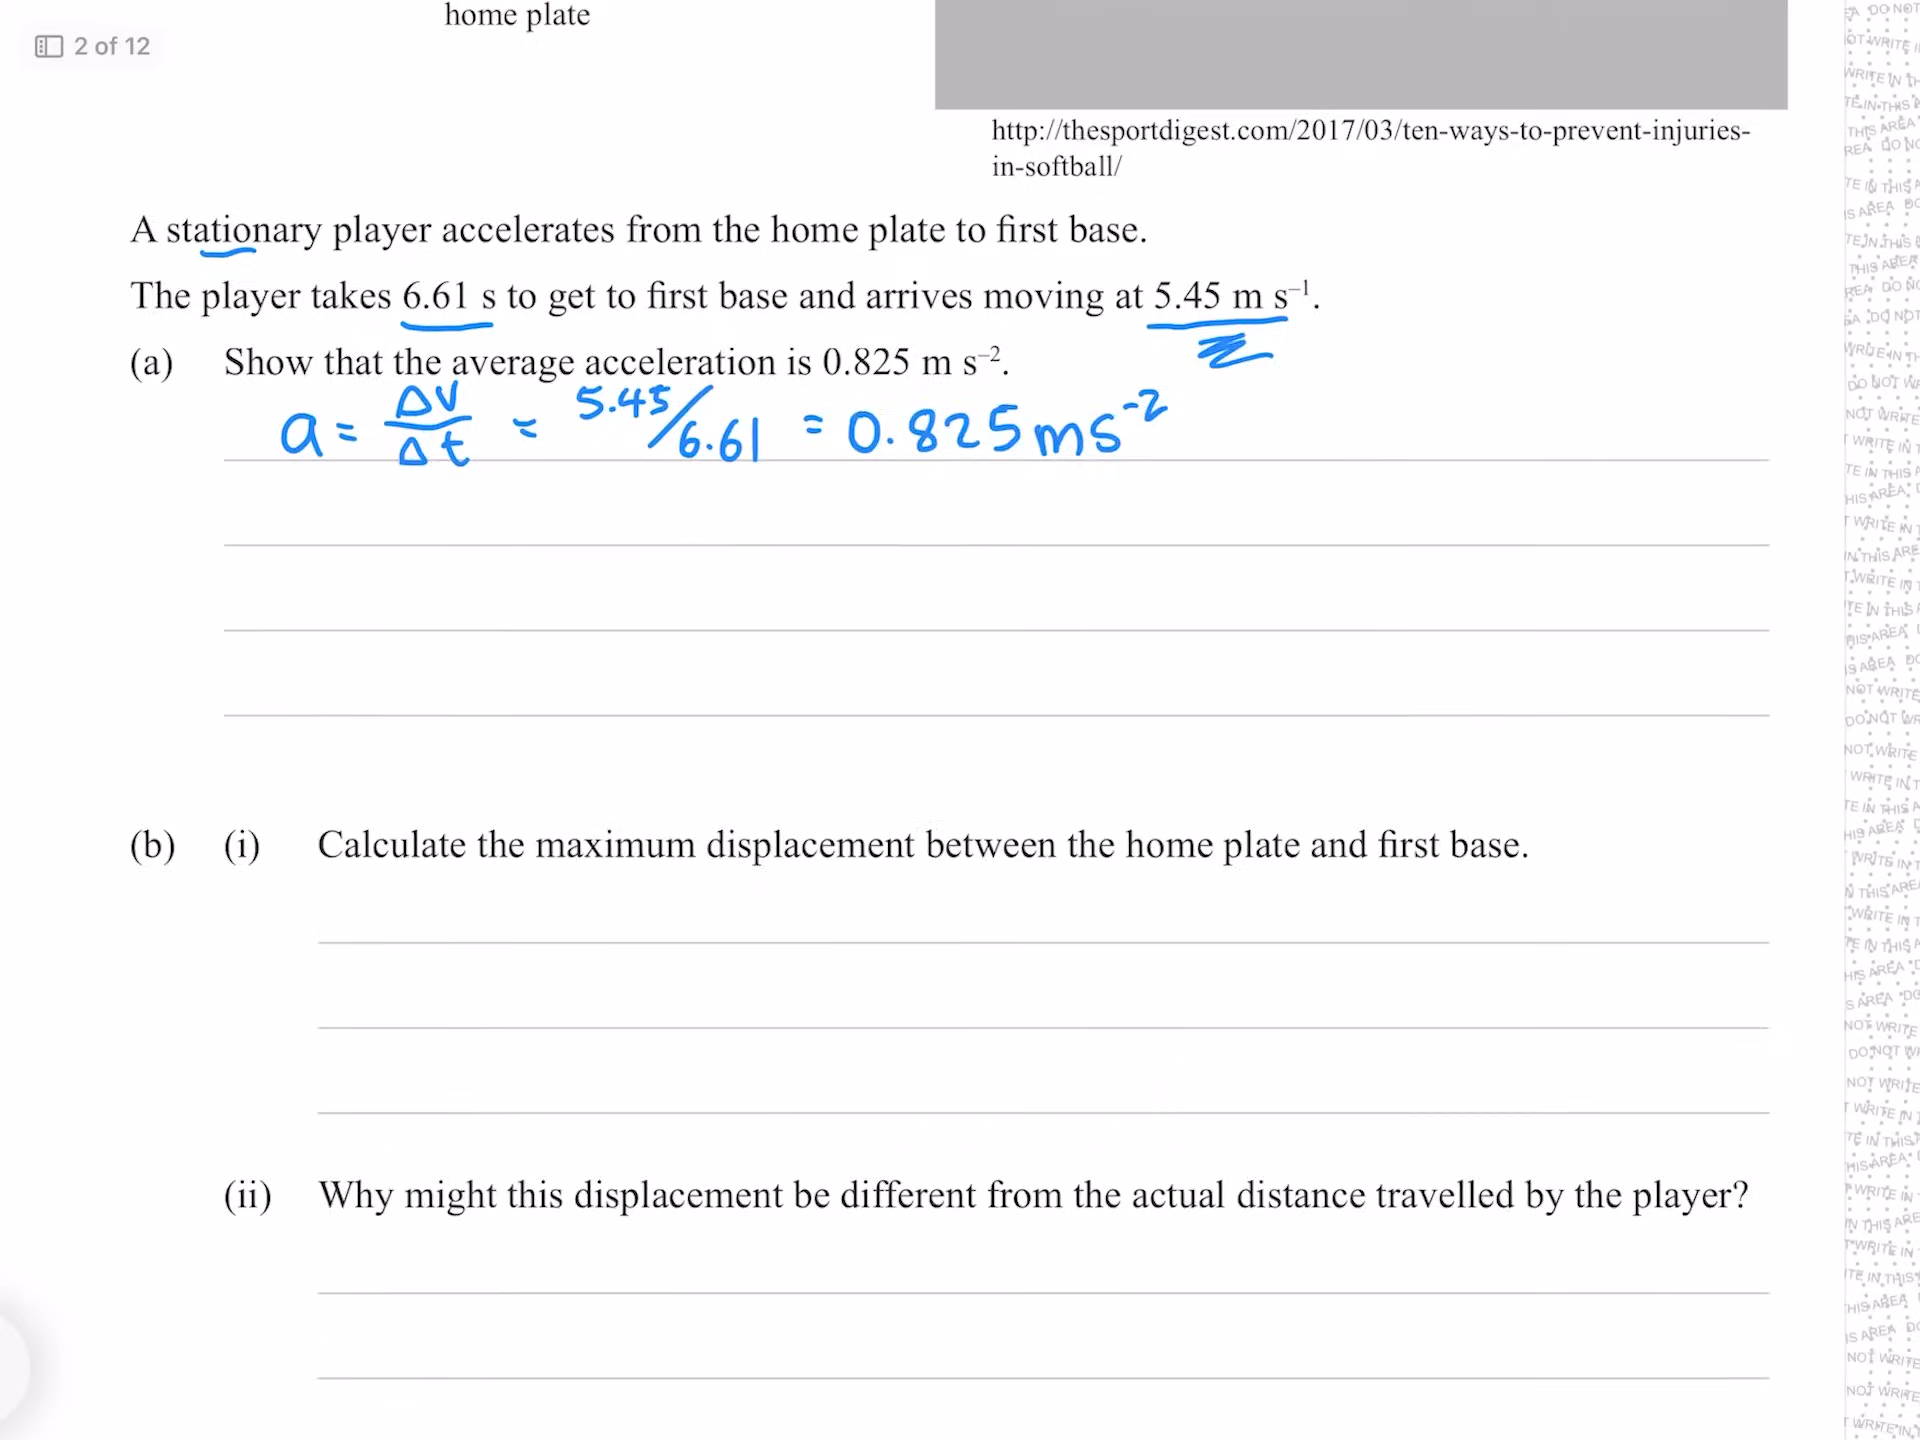 home plate
2 of 12
http://thesportdigest.com/2017/03/ten-ways-to-prevent-injuries-
in-softball/
A stationary player accelerates from the home plate to first base.
The player takes 6.61 s to get to first base and arrives moving at 5.45 m s⁻¹.
(a) Show that the average acceleration is 0.825 m s⁻².
a = ΔV/Δt = 5.45/6.61 = 0.825 ms⁻²
(b) (i) Calculate the maximum displacement between the home plate and first base.
(ii) Why might this displacement be different from the actual distance travelled by the player?